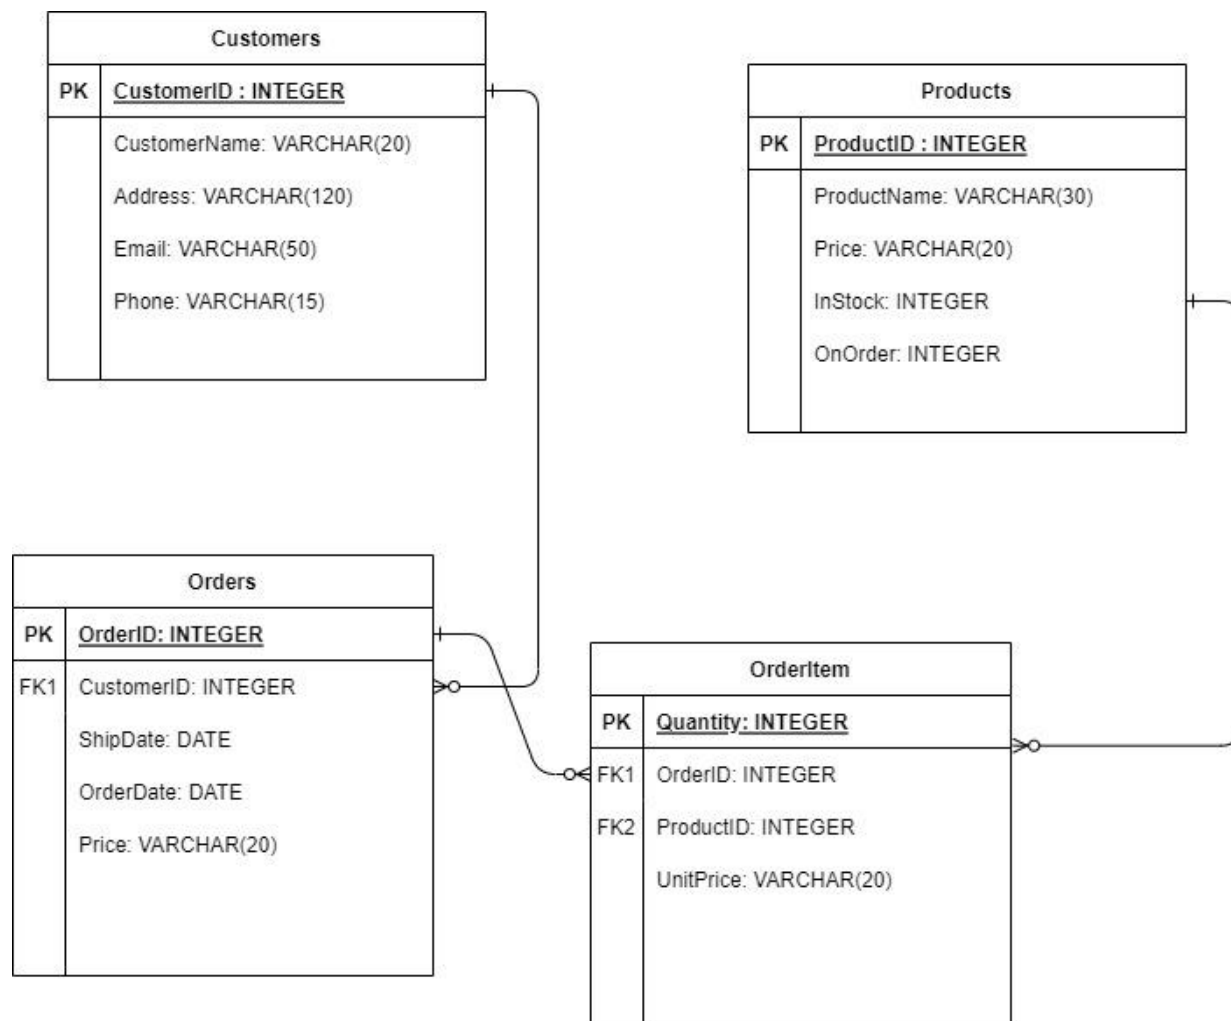 Customers
PK CustomerID : INTEGER
CustomerName: VARCHAR(20)
Address: VARCHAR(120)
Email: VARCHAR(50)
Phone: VARCHAR(15)
Products
PK ProductID : INTEGER
ProductName: VARCHAR(30)
Price: VARCHAR(20)
InStock: INTEGER
OnOrder: INTEGER
Orders
PK OrderID: INTEGER
FK1 CustomerID: INTEGER
ShipDate: DATE
OrderDate: DATE
Price: VARCHAR(20)
OrderItem
PK Quantity: INTEGER
FK1 OrderID: INTEGER
FK2 ProductID: INTEGER
UnitPrice: VARCHAR(20)